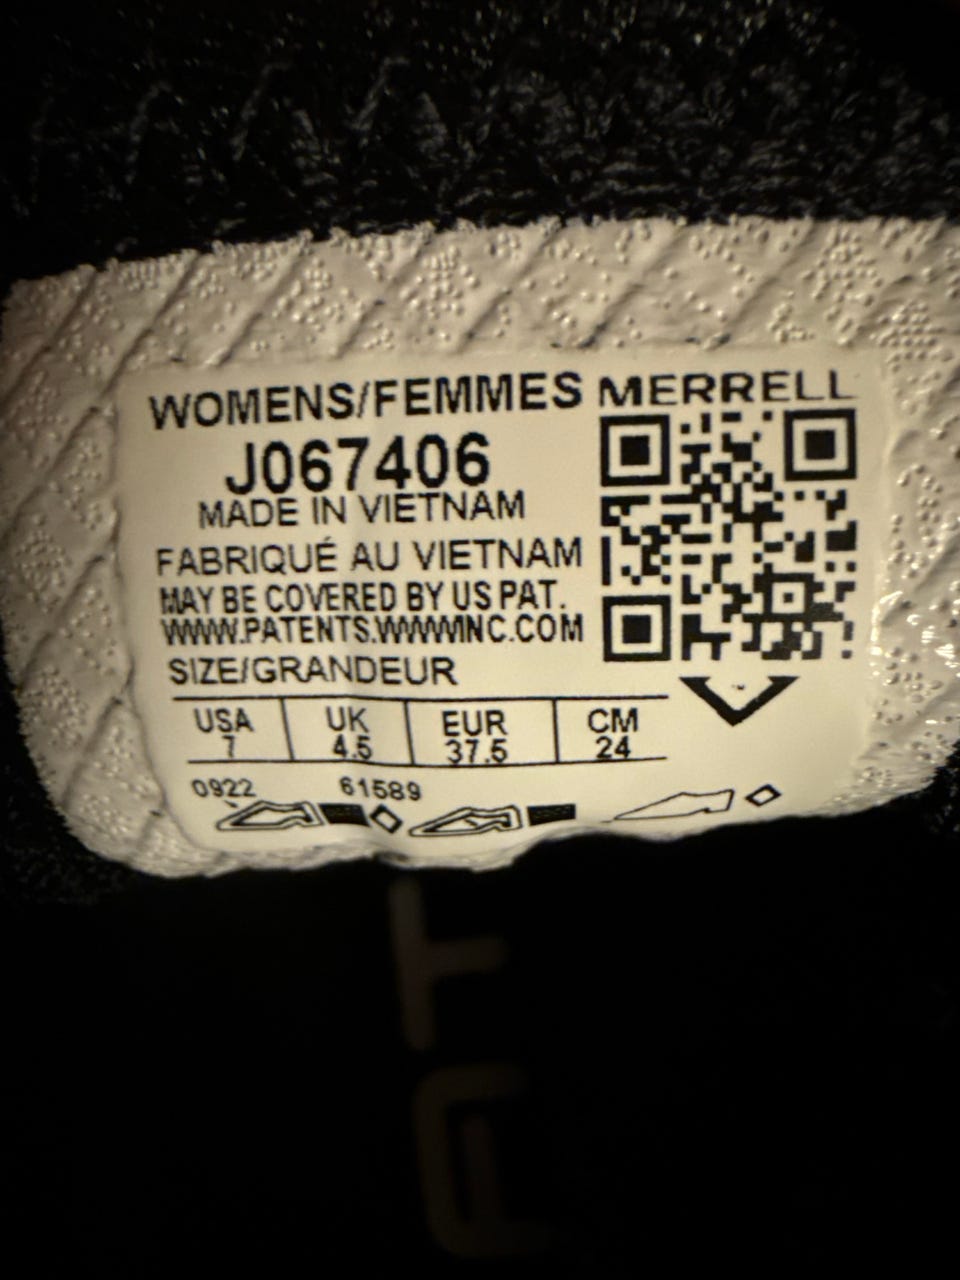 WOMENS/FEMMES MERRELL
J067406
MADE IN VIETNAM
FABRIQUÉ AU VIETNAM
MAY BE COVERED BY US PAT.
WWW.PATENTS.WWWINC.COM
SIZE/GRANDEUR
USA UK EUR CM
7 4.5 37.5 24
0922 61589